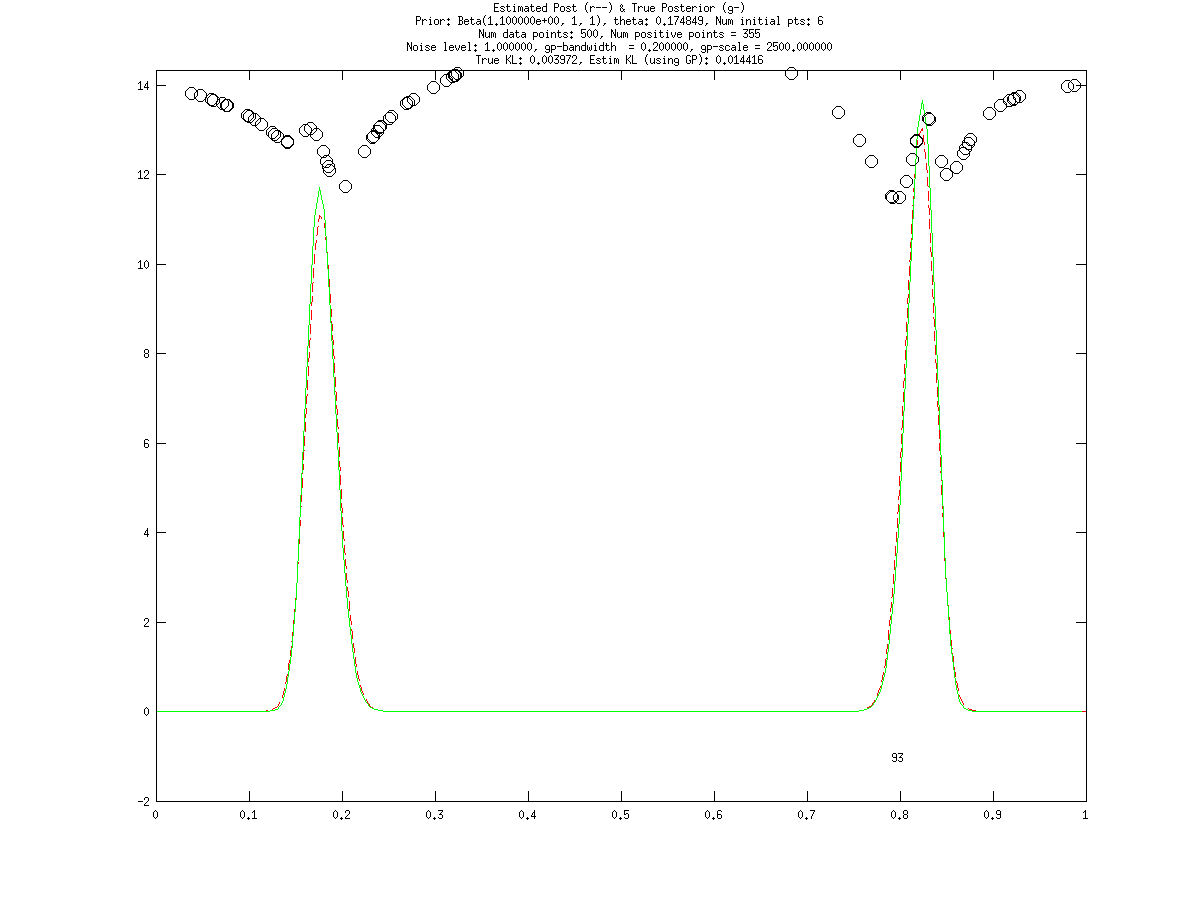 Estimated Post (r--) & True Posterior (g-)
Prior: Beta(1.100000e+00, 1, 1), theta: 0.174849, Num initial pts: 6
Num data points: 500, Num positive points = 355
Noise level: 1.000000, gp-bandwidth  = 0.200000, gp-scale = 2500.000000
True KL: 0.003972, Estim KL (using GP): 0.014416
14
12
10
8
6
4
2
0
93
-2
0 0.1 0.2 0.3 0.4 0.5 0.6 0.7 0.8 0.9 1